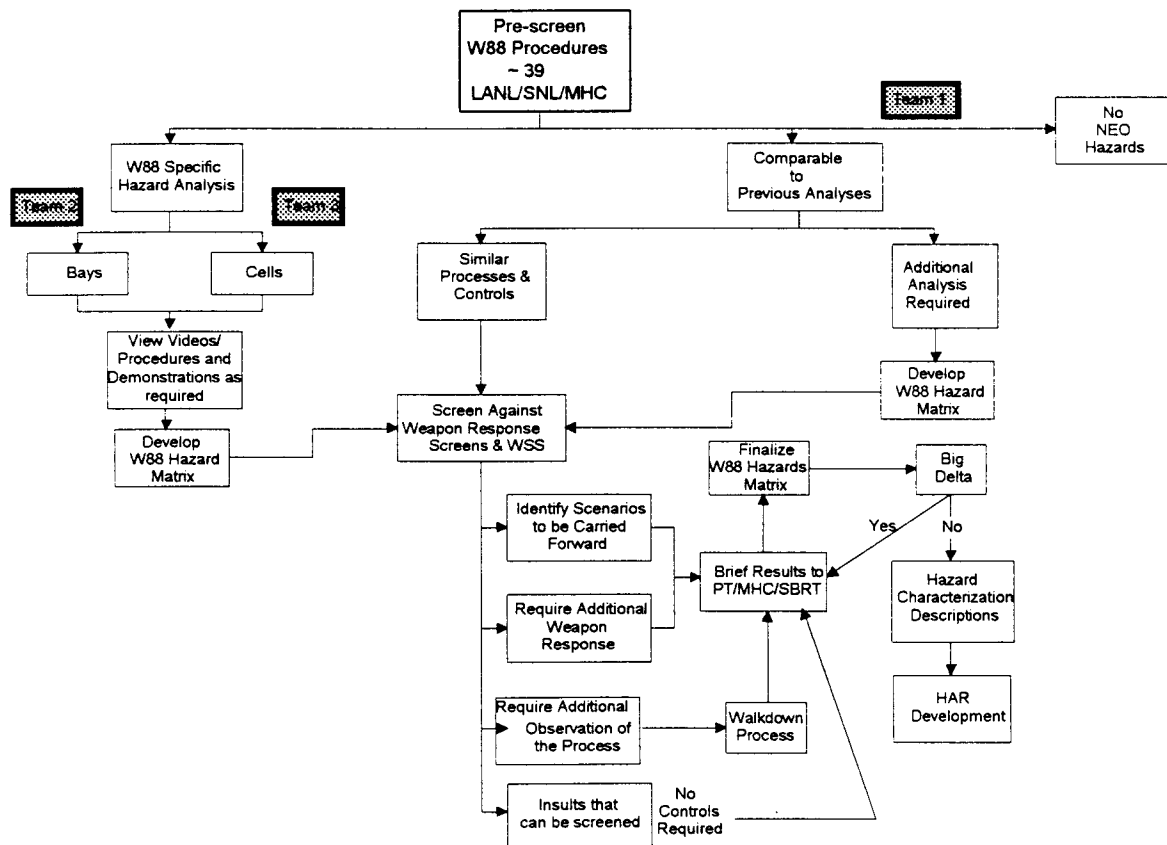 Pre-screen
W88 Procedures
~ 39
LANL/SNL/MHC
Team 1
No
NEO
Hazards
W88 Specific
Hazard Analysis
Comparable
to
Previous Analyses
Team 2
Team 3
Bays
Cells
Similar
Processes &
Controls
Additional
Analysis
Required
View Videos/
Procedures and
Demonstrations as
required
Develop
W88 Hazard
Matrix
Screen Against
Weapon Response
Screens & WSS
Develop
W88 Hazard
Matrix
Finalize
W88 Hazards
Matrix
Big
Delta
Identify Scenarios
to be Carried
Forward
Yes
No
Brief Results to
PT/MHC/SBRT
Hazard
Characterization
Descriptions
Require Additional
Weapon
Response
Require Additional
Observation of
the Process
Walkdown
Process
HAR
Development
Insults that
can be screened
No
Controls
Required